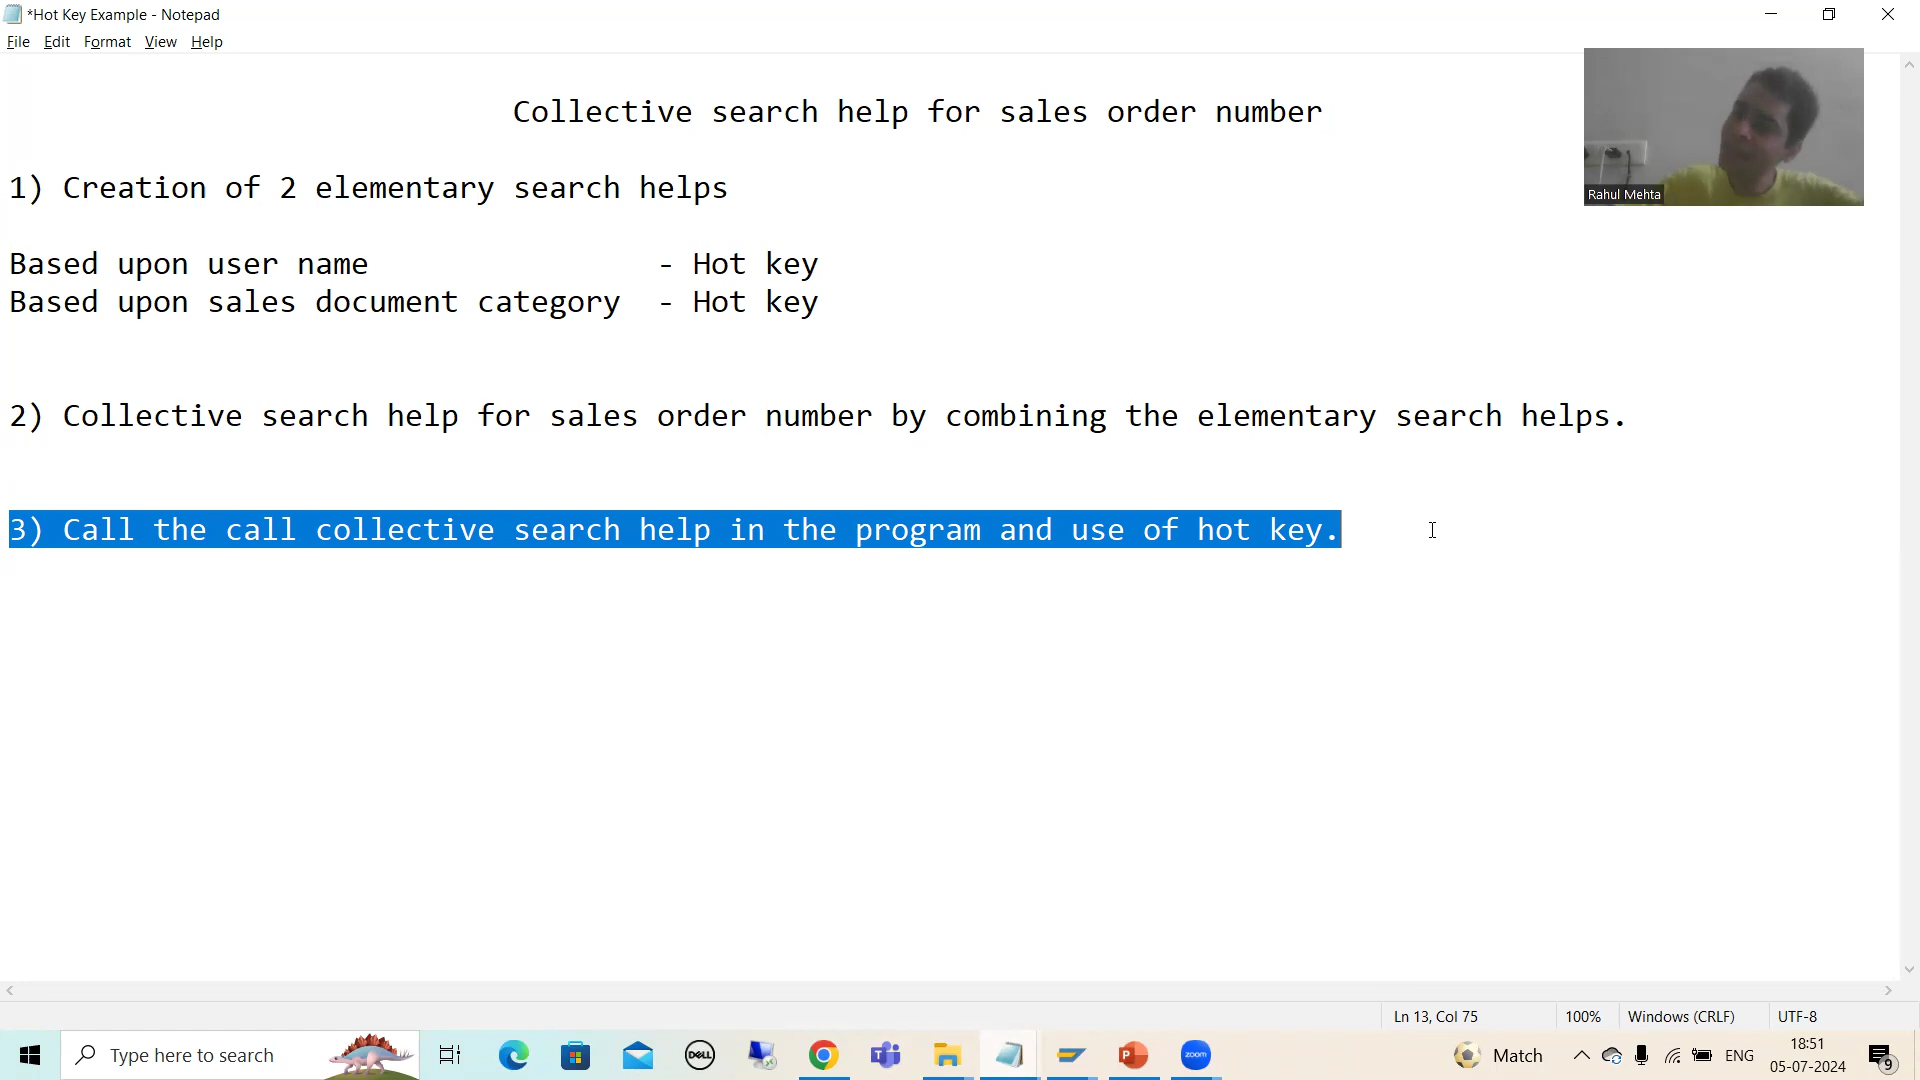 *Hot Key Example - Notepad
File Edit Format View Help
Collective search help for sales order number
1) Creation of 2 elementary search helps
Rahul Mehta
Based upon user name - Hot key
Based upon sales document category - Hot key
2) Collective search help for sales order number by combining the elementary search helps.
3) Call the call collective search help in the program and use of hot key.
Ln 13, Col 75 100% Windows (CRLF) UTF-8
Type here to search
DELL
zoom
Match
ENG
18:51
05-07-2024
9